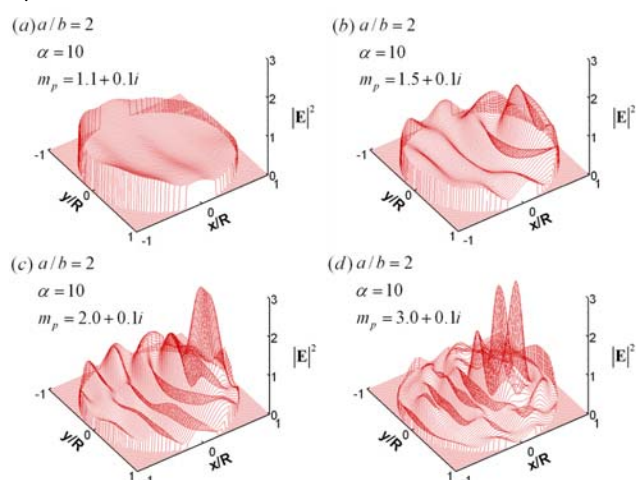 (a) a/b = 2
α = 10
m_p = 1.1 + 0.1i
3
2
1
0
|E|²
-1
0
1
y/R
-1
0
1
x/R
(b) a/b = 2
α = 10
m_p = 1.5 + 0.1i
3
2
1
0
|E|²
-1
0
1
y/R
-1
0
1
x/R
(c) a/b = 2
α = 10
m_p = 2.0 + 0.1i
3
2
1
0
|E|²
-1
0
1
y/R
-1
0
1
x/R
(d) a/b = 2
α = 10
m_p = 3.0 + 0.1i
3
2
1
0
|E|²
-1
0
1
y/R
-1
0
1
x/R